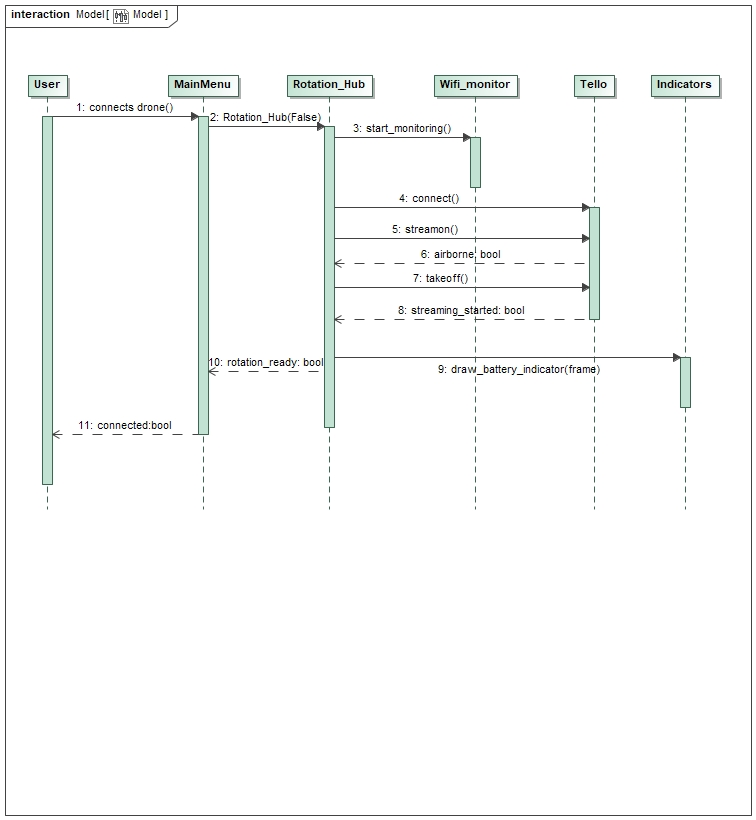 interaction Model[ Model ]
User
MainMenu
Rotation_Hub
Wifi_monitor
Tello
Indicators
1: connects drone()
2: Rotation_Hub(False)
3: start_monitoring()
4: connect()
5: streamon()
6: airborne: bool
7: takeoff()
8: streaming_started: bool
10: rotation_ready: bool
9: draw_battery_indicator(frame)
11: connected:bool